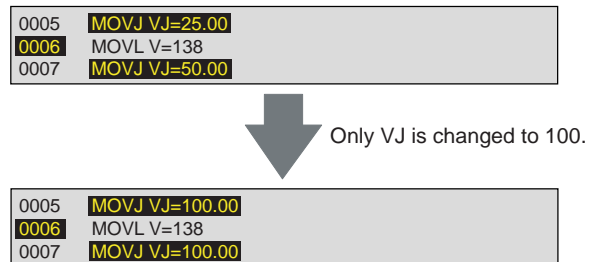 0005 MOVJ VJ=25.00
0006 MOVL V=138
0007 MOVJ VJ=50.00
Only VJ is changed to 100.
0005 MOVJ VJ=100.00
0006 MOVL V=138
0007 MOVJ VJ=100.00